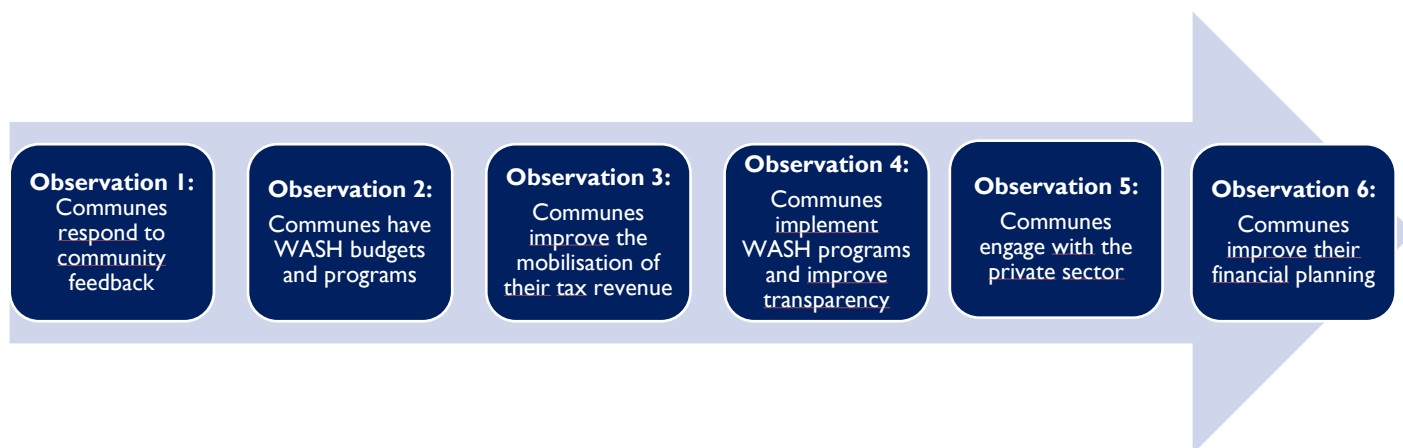 Observation 1:
Communes
respond to
community
feedback
Observation 2:
Communes have
WASH budgets
and programs
Observation 3:
Communes
improve the
mobilisation of
their tax revenue
Observation 4:
Communes
implement
WASH programs
and improve
transparency
Observation 5:
Communes
engage with the
private sector
Observation 6:
Communes
improve their
financial planning